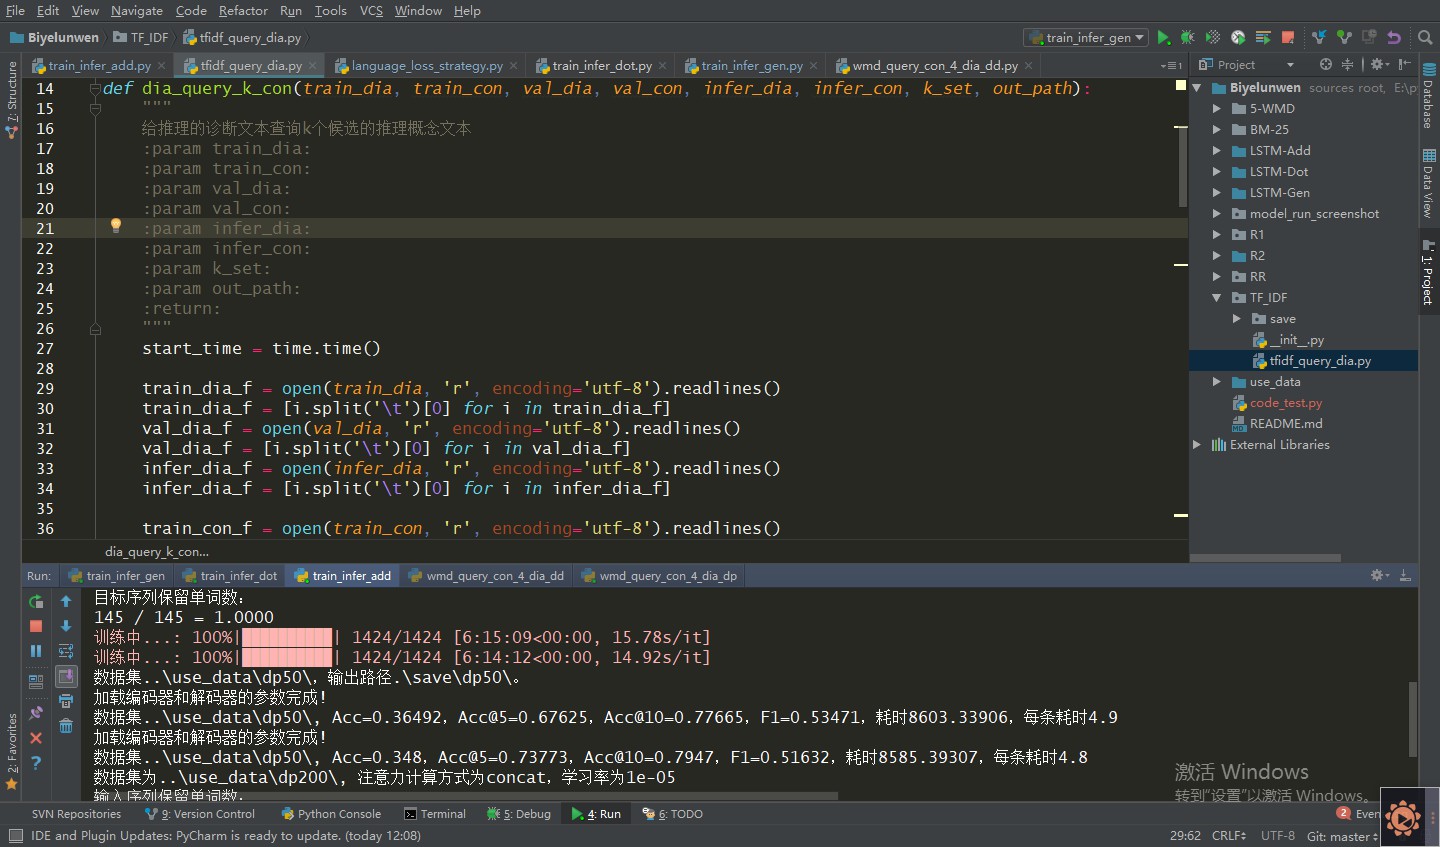 File Edit View Navigate Code Refactor Run Tools VCS Window Help
Biyelunwen TF_IDF tfidf_query_dia.py train_infer_gen
train_infer_add.py tfidf_query_dia.py language_loss_strategy.py train_infer_dot.py train_infer_gen.py wmd_query_con_4_dia_dd.py
7: Structure
14 def dia_query_k_con(train_dia, train_con, val_dia, val_con, infer_dia, infer_con, k_set, out_path):
15 """
16 给推理的诊断文本查询k个候选的推理概念文本
17 :param train_dia:
18 :param train_con:
19 :param val_dia:
20 :param val_con:
21 :param infer_dia:
22 :param infer_con:
23 :param k_set:
24 :param out_path:
25 :return:
26 """
27 start_time = time.time()
28
29 train_dia_f = open(train_dia, 'r', encoding='utf-8').readlines()
30 train_dia_f = [i.split('\t')[0] for i in train_dia_f]
31 val_dia_f = open(val_dia, 'r', encoding='utf-8').readlines()
32 val_dia_f = [i.split('\t')[0] for i in val_dia_f]
33 infer_dia_f = open(infer_dia, 'r', encoding='utf-8').readlines()
34 infer_dia_f = [i.split('\t')[0] for i in infer_dia_f]
35
36 train_con_f = open(train_con, 'r', encoding='utf-8').readlines()
dia_query_k_con...
Project
Biyelunwen sources root, E:\p
5-WMD
BM-25
LSTM-Add
LSTM-Dot
LSTM-Gen
model_run_screenshot
R1
R2
RR
TF_IDF
save
__init__.py
tfidf_query_dia.py
use_data
code_test.py
README.md
External Libraries
Database
Data View
1: Project
Run: train_infer_gen train_infer_dot train_infer_add wmd_query_con_4_dia_dd wmd_query_con_4_dia_dp
目标序列保留单词数:
145 / 145 = 1.0000
训练中...: 100%|██████████| 1424/1424 [6:15:09<00:00, 15.78s/it]
训练中...: 100%|██████████| 1424/1424 [6:14:12<00:00, 14.92s/it]
数据集..\use_data\dp50\，输出路径.\save\dp50\。
加载编码器和解码器的参数完成！
数据集..\use_data\dp50\, Acc=0.36492，Acc@5=0.67625，Acc@10=0.77665，F1=0.53471，耗时8603.33906，每条耗时4.9
加载编码器和解码器的参数完成！
数据集..\use_data\dp50\, Acc=0.348，Acc@5=0.73773，Acc@10=0.7947，F1=0.51632，耗时8585.39307，每条耗时4.8
数据集为..\use_data\dp200\, 注意力计算方式为concat，学习率为1e-05
输入序列保留单词数:
激活 Windows
转到"设置"以激活 Windows。
2: Favorites
SVN Repositories 9: Version Control Python Console Terminal 5: Debug 4: Run 6: TODO 2 Even
IDE and Plugin Updates: PyCharm is ready to update. (today 12:08) 29:62 CRLF UTF-8 Git: master